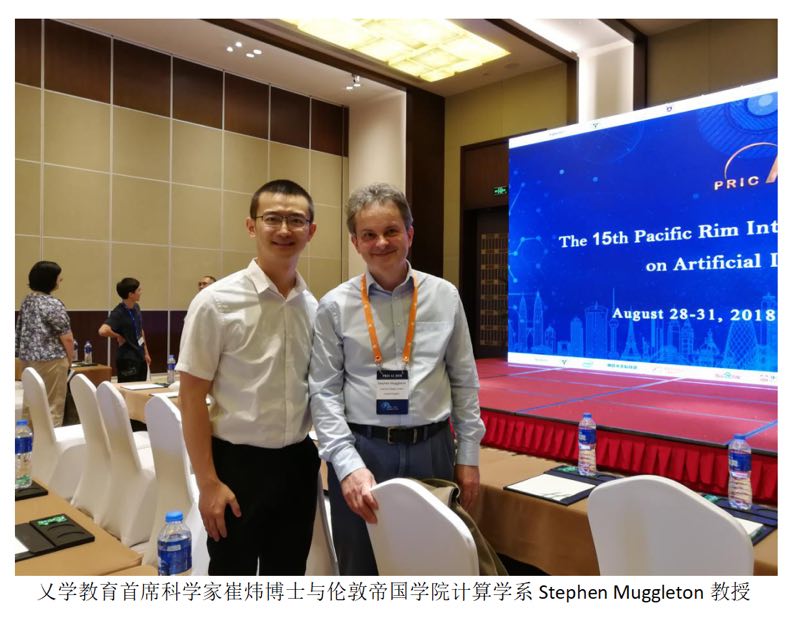 PRIC A
The 15th Pacific Rim Int
on Artificial I
August 28-31, 2018
Stephen Muggleton
乂学教育首席科学家崔炜博士与伦敦帝国学院计算学系 Stephen Muggleton 教授